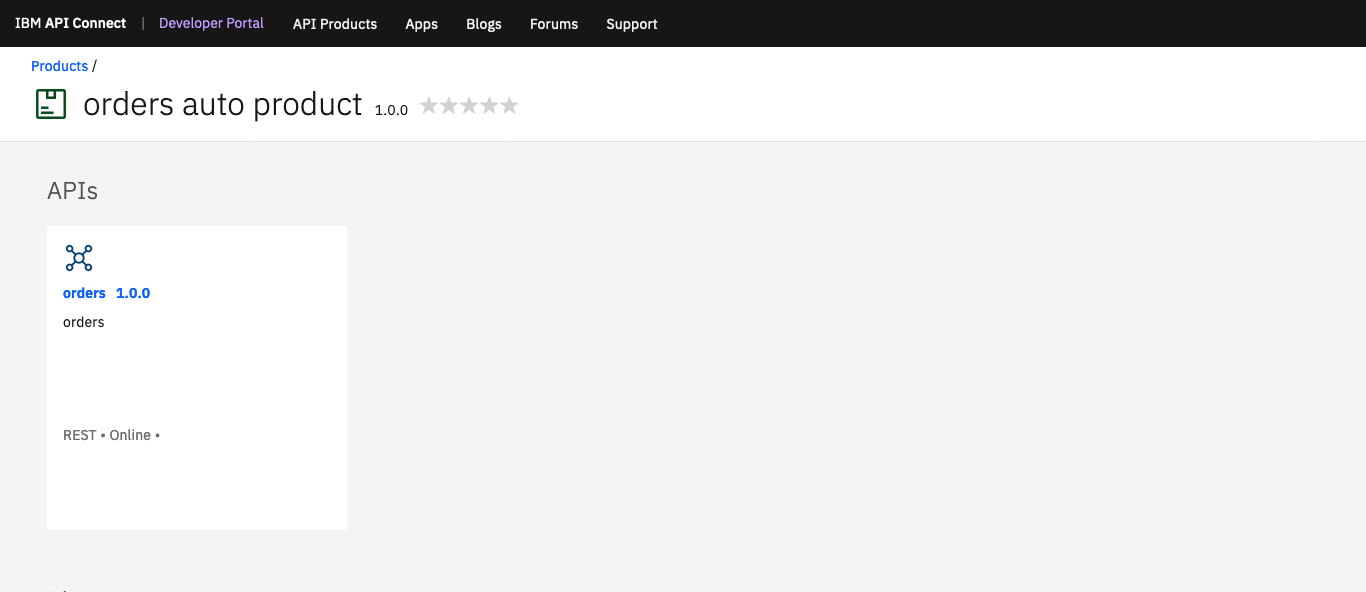 IBM API Connect | Developer Portal API Products Apps Blogs Forums Support
Products /
orders auto product 1.0.0
APIs
orders 1.0.0
orders
REST • Online •